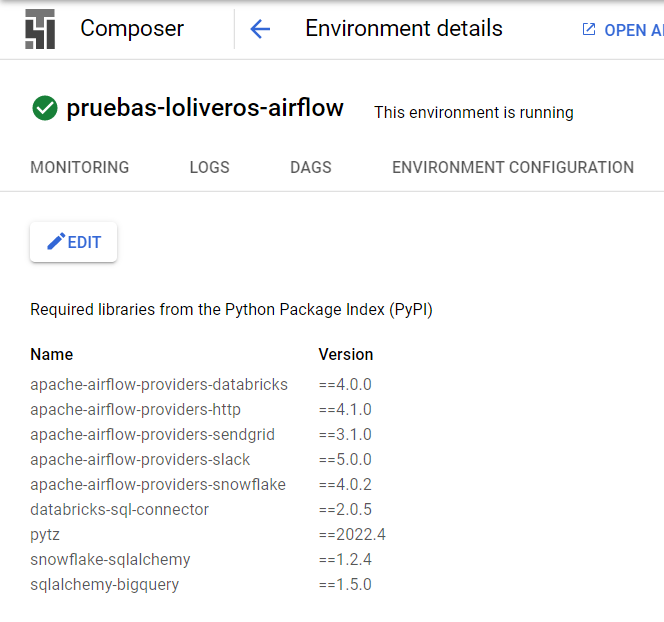 Composer Environment details OPEN
pruebas-loliveros-airflow This environment is running
MONITORING LOGS DAGS ENVIRONMENT CONFIGURATION
EDIT
Required libraries from the Python Package Index (PyPI)
Name Version
apache-airflow-providers-databricks ==4.0.0
apache-airflow-providers-http ==4.1.0
apache-airflow-providers-sendgrid ==3.1.0
apache-airflow-providers-slack ==5.0.0
apache-airflow-providers-snowflake ==4.0.2
databricks-sql-connector ==2.0.5
pytz ==2022.4
snowflake-sqlalchemy ==1.2.4
sqlalchemy-bigquery ==1.5.0